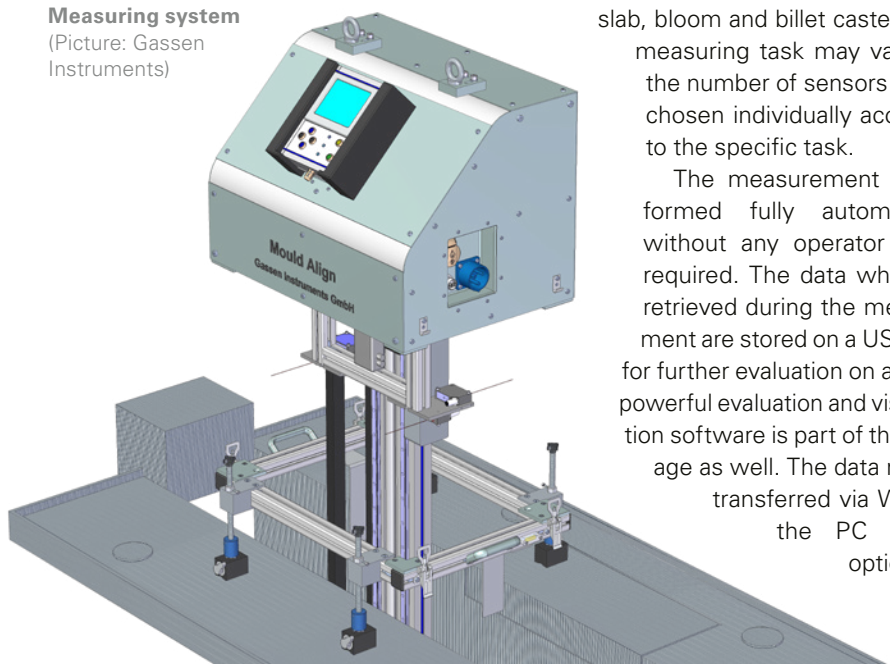 Measuring system
(Picture: Gassen
Instruments)
Mould Align
Gassen Instruments GmbH
slab, bloom and billet caste
measuring task may va
the number of sensors
chosen individually acc
to the specific task.
The measurement
formed fully autom
without any operator
required. The data wh
retrieved during the me
ment are stored on a US
for further evaluation on a
powerful evaluation and vis
tion software is part of th
age as well. The data r
transferred via W
the PC
optic